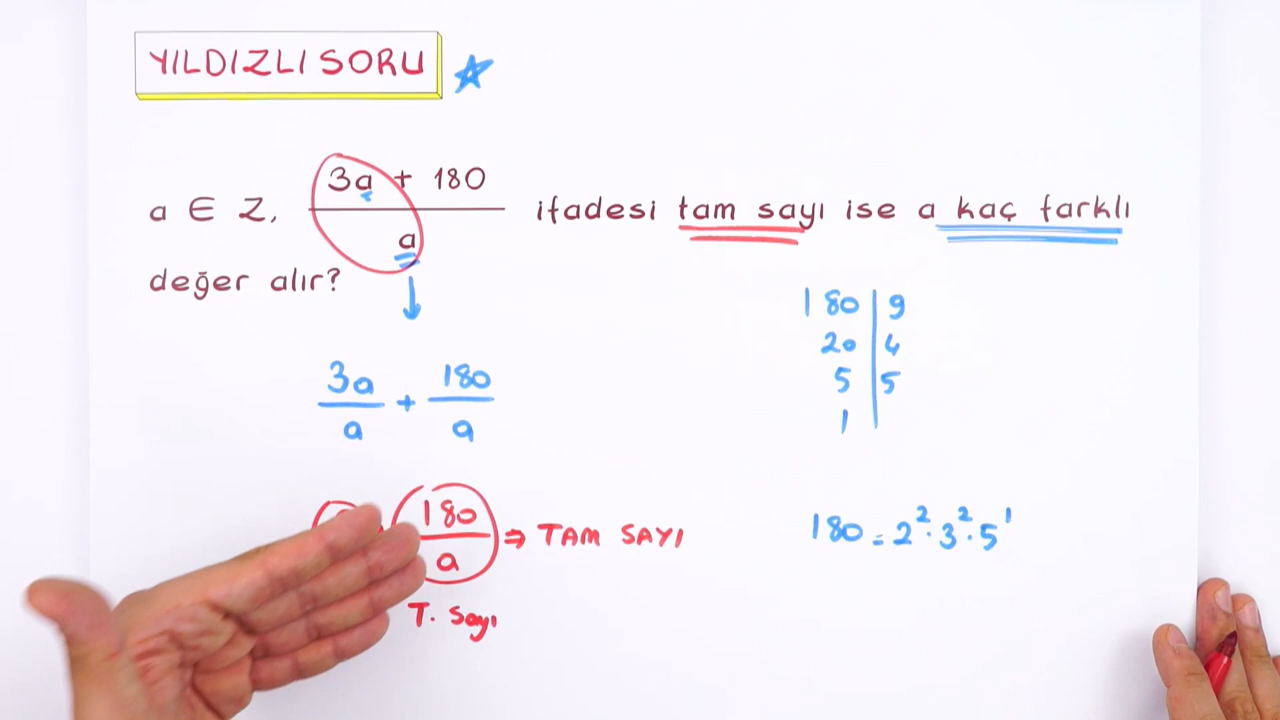 YILDIZLI SORU
a ∈ Z, (3a + 180)/a ifadesi tam sayı ise a kaç farklı
değer alır?
3a/a + 180/a
180/a ⇒ TAM SAYI
T. Sayı
180 | 9
20 | 4
5 | 5
1 |
180 = 2².3².5¹